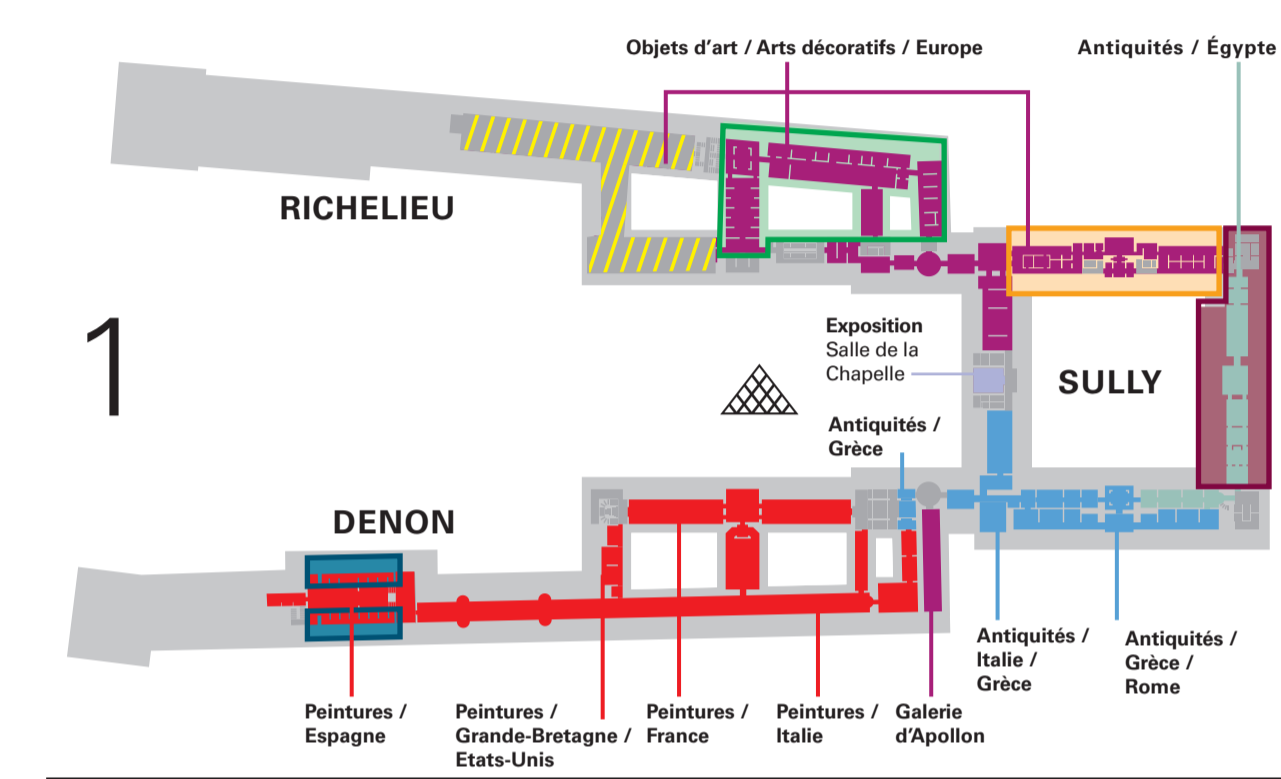 Objets d'art / Arts décoratifs / Europe
Antiquités / Égypte
RICHELIEU
1
Exposition
Salle de la
Chapelle
SULLY
Antiquités /
Grèce
DENON
Antiquités /
Italie /
Grèce
Antiquités /
Grèce /
Rome
Peintures /
Espagne
Peintures /
Grande-Bretagne /
Etats-Unis
Peintures /
France
Peintures /
Italie
Galerie
d'Apollon